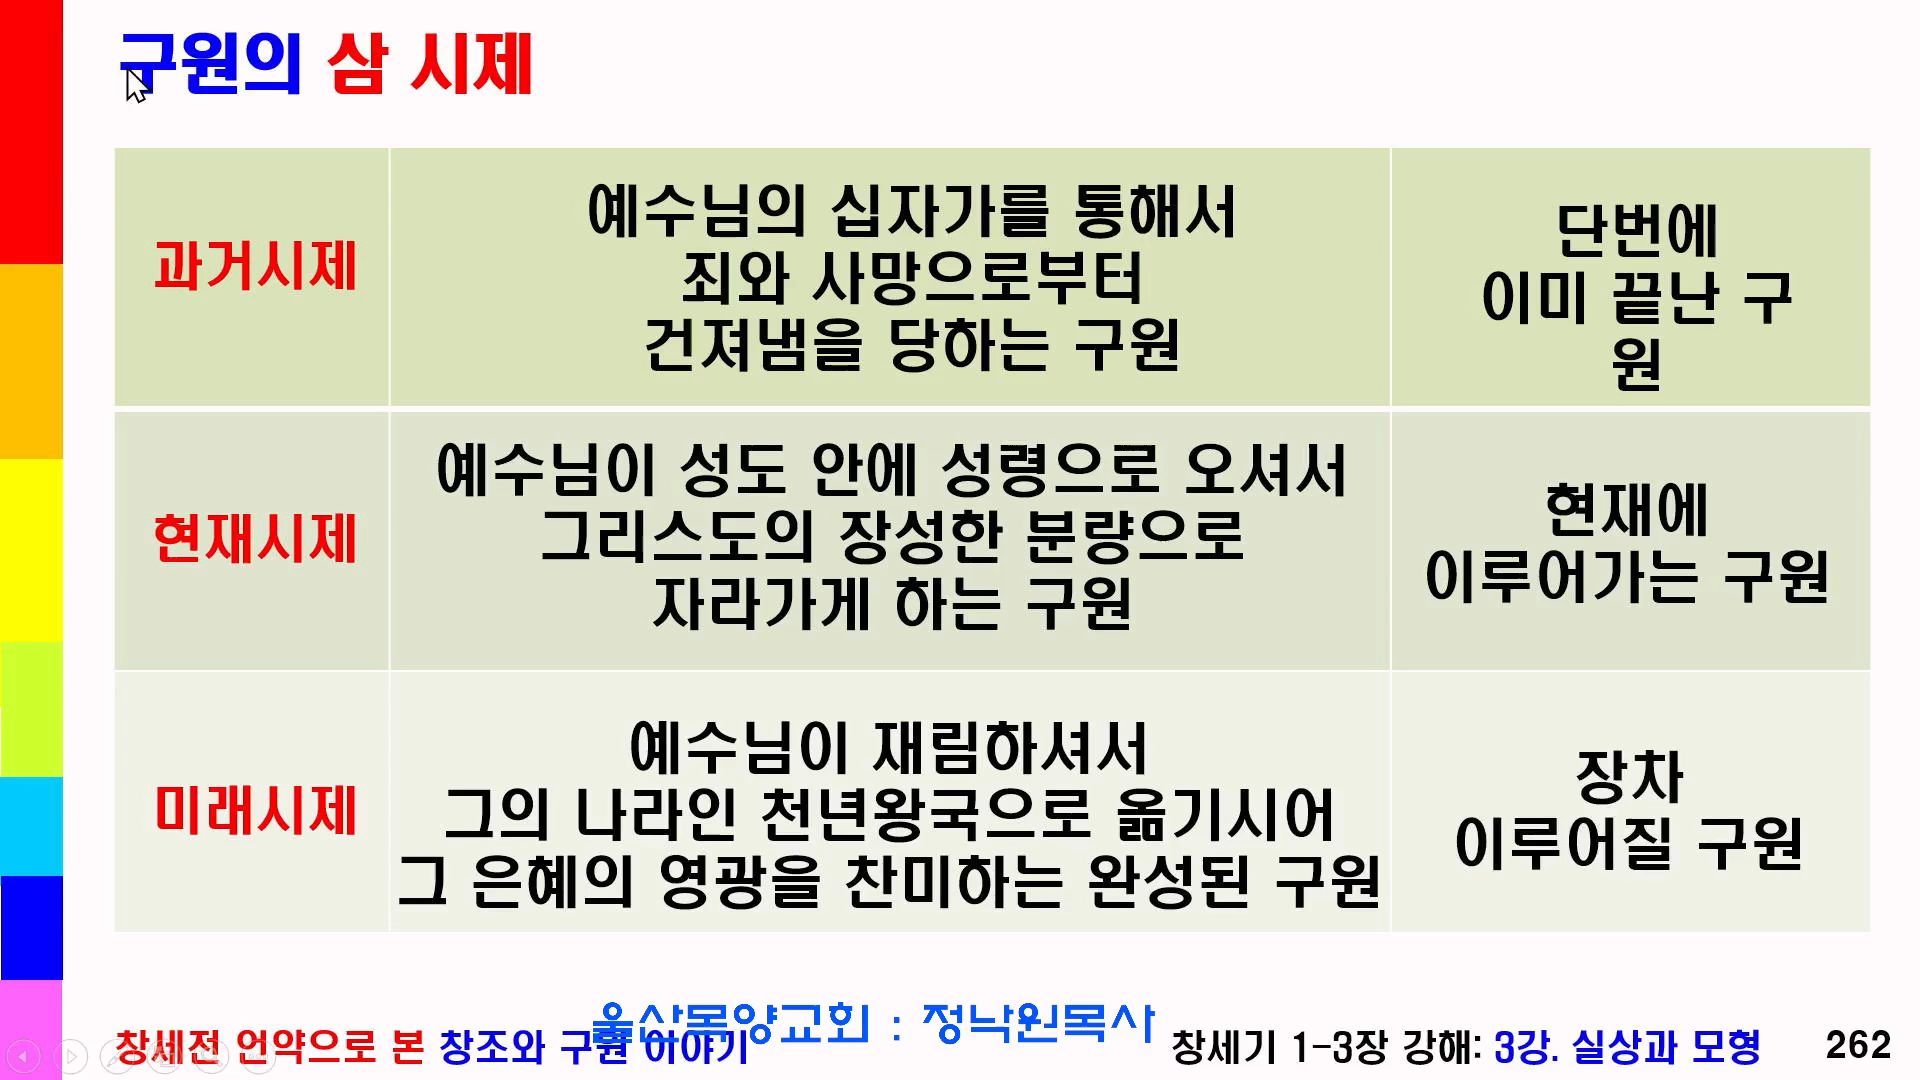 구원의 삼 시제
과거시제
예수님의 십자가를 통해서
죄와 사망으로부터
건져냄을 당하는 구원
단번에
이미 끝난 구
원
현재시제
예수님이 성도 안에 성령으로 오셔서
그리스도의 장성한 분량으로
자라가게 하는 구원
현재에
이루어가는 구원
미래시제
예수님이 재림하셔서
그의 나라인 천년왕국으로 옮기시어
그 은혜의 영광을 찬미하는 완성된 구원
장차
이루어질 구원
울산목양교회 : 정낙원목사
창세전 언약으로 본 창조와 구원 이야기
창세기 1-3장 강해: 3강. 실상과 모형
262